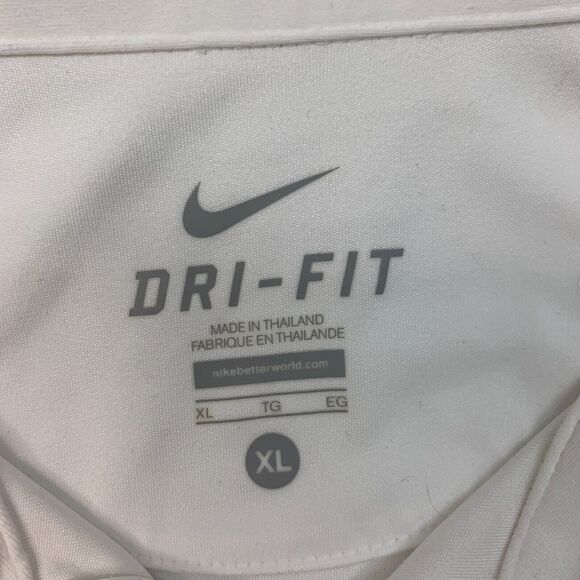 DRI-FIT
MADE IN THAILAND
FABRIQUE EN THAILANDE
nikebetterworld.com
XL TG EG
XL